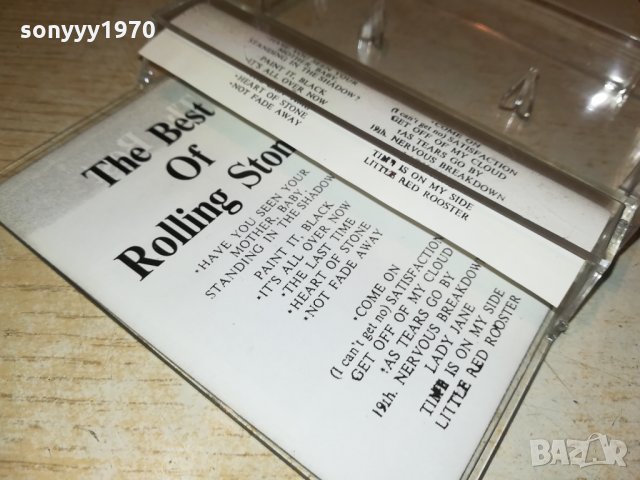 sonyyy1970
MOTHER, BABY,
STANDING IN THE SHADOW?
PAINT IT, BLACK
•IT'S ALL OVER NOW
•HEART OF STONE
•NOT FADE AWAY
•COME ON
(I can't get no) SATISFACTION
GET OFF OF MY CLOUD
•AS TEARS GO BY
19th. NERVOUS BREAKDOWN
TIME IS ON MY SIDE
LITTLE RED ROOSTER
The Best
Of
Rolling Ston
•HAVE YOU SEEN YOUR
MOTHER, BABY,
STANDING IN THE SHADOW
PAINT IT, BLACK
•IT'S ALL OVER NOW
•THE LAST TIME
•HEART OF STONE
•NOT FADE AWAY
•COME ON
(I can't get no) SATISFACTION
GET OFF OF MY CLOUD
•AS TEARS GO BY
19th. NERVOUS BREAKDOW
LADY JANE
TIME IS ON MY SIDE
LITTLE RED ROOSTER
BAZAR.bg